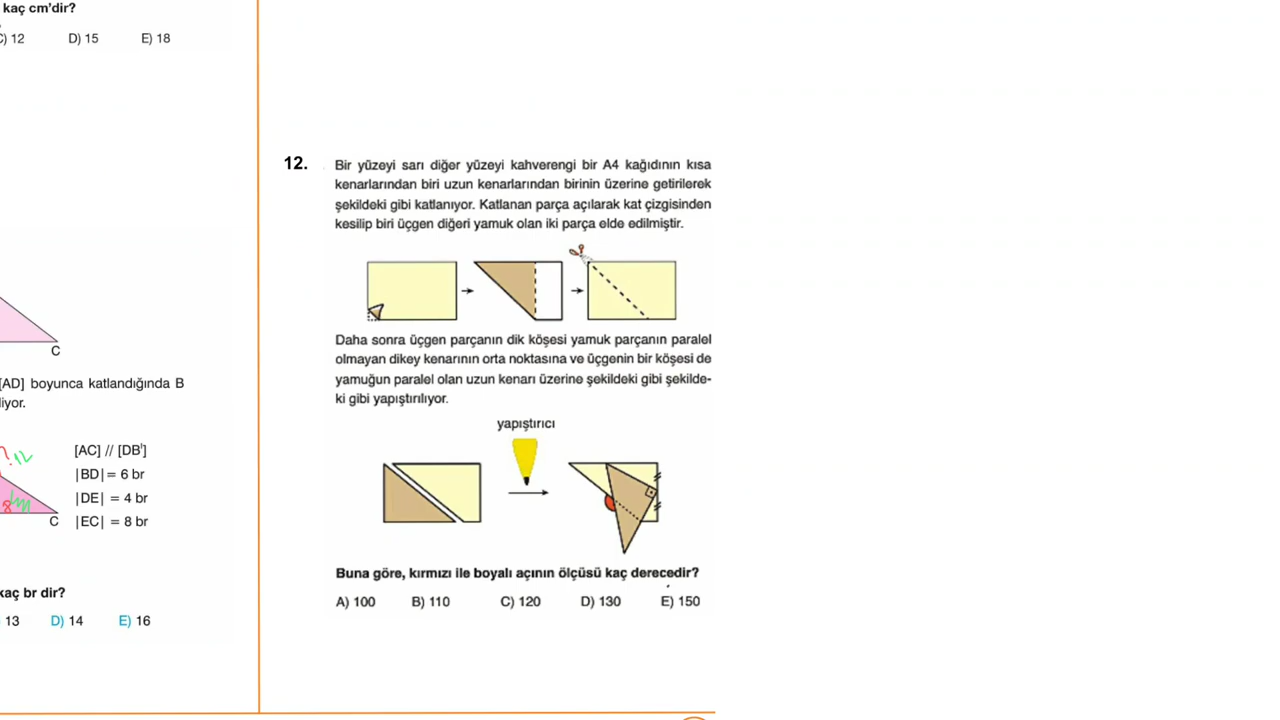 kaç cm'dir?
C) 12 D) 15 E) 18
C
[AD] boyunca katlandığında B
liyor.
?12
[AC] // [DB']
|BD|= 6 br
|DE| = 4 br
|EC| = 8 br
C
kaç br dir?
13 D) 14 E) 16
12. Bir yüzeyi sarı diğer yüzeyi kahverengi bir A4 kağıdının kısa
kenarlarından biri uzun kenarlarından birinin üzerine getirilerek
şekildeki gibi katlanıyor. Katlanan parça açılarak kat çizgisinden
kesilip biri üçgen diğeri yamuk olan iki parça elde edilmiştir.
Daha sonra üçgen parçanın dik köşesi yamuk parçanın paralel
olmayan dikey kenarının orta noktasına ve üçgenin bir köşesi de
yamuğun paralel olan uzun kenarı üzerine şekildeki gibi şekilde-
ki gibi yapıştırılıyor.
yapıştırıcı
Buna göre, kırmızı ile boyalı açının ölçüsü kaç derecedir?
A) 100 B) 110 C) 120 D) 130 E) 150